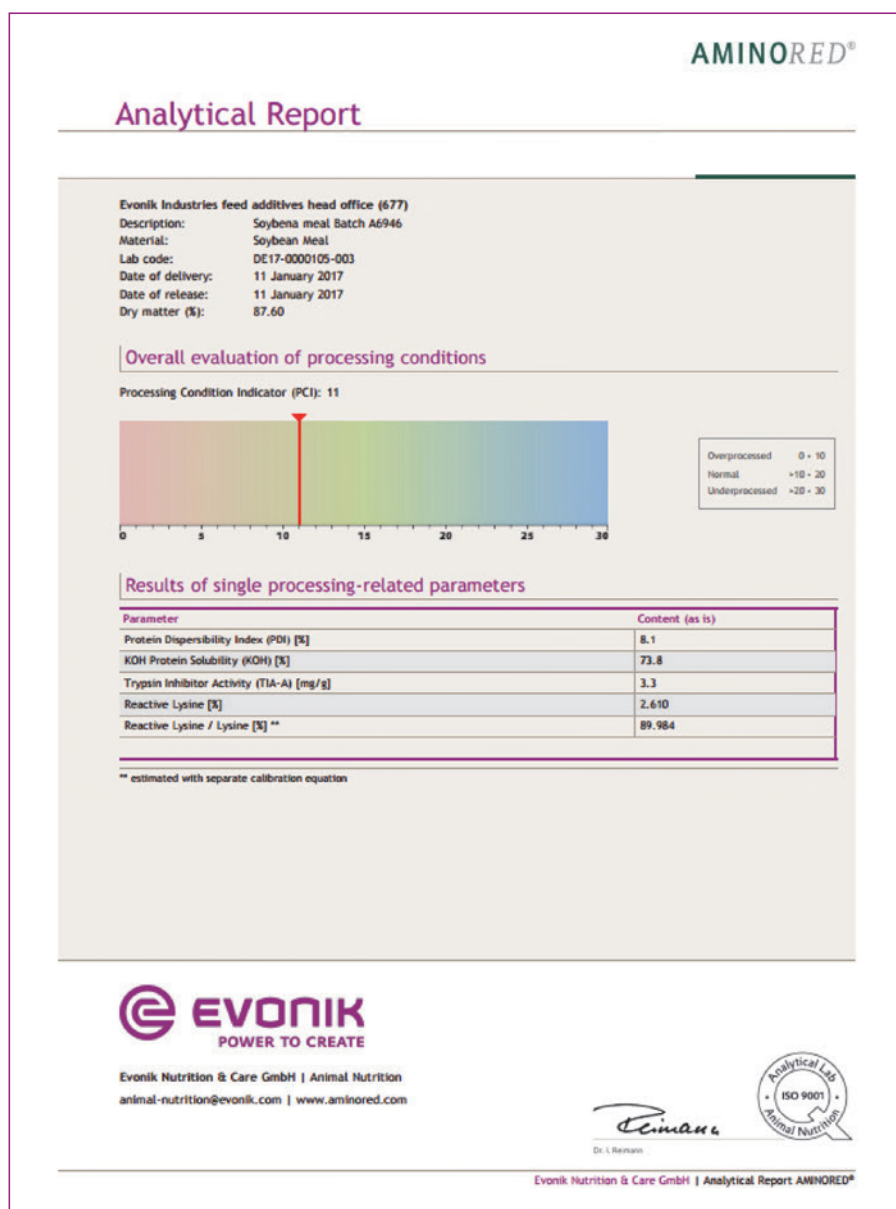 AMINORED®
Analytical Report
Evonik Industries feed additives head office (677)
Description: Soybena meal Batch A6946
Material: Soybean Meal
Lab code: DE17-0000105-003
Date of delivery: 11 January 2017
Date of release: 11 January 2017
Dry matter (%): 87.60
Overall evaluation of processing conditions
Processing Condition Indicator (PCI): 11
Overprocessed 0 - 10
Normal >10 - 20
Underprocessed >20 - 30
0 5 10 15 20 25 30
Results of single processing-related parameters
Parameter Content (as is)
Protein Dispersibility Index (PDI) [%] 8.1
KOH Protein Solubility (KOH) [%] 73.8
Trypsin Inhibitor Activity (TIA-A) [mg/g] 3.3
Reactive Lysine [%] 2.610
Reactive Lysine / Lysine [%] ** 89.984
** estimated with separate calibration equation
EVONIK
POWER TO CREATE
Evonik Nutrition & Care GmbH | Animal Nutrition
animal-nutrition@evonik.com | www.aminored.com
Analytical Lab
ISO 9001
Animal Nutrition
Reimann
Dr. I. Reimann
Evonik Nutrition & Care GmbH | Analytical Report AMINORED®